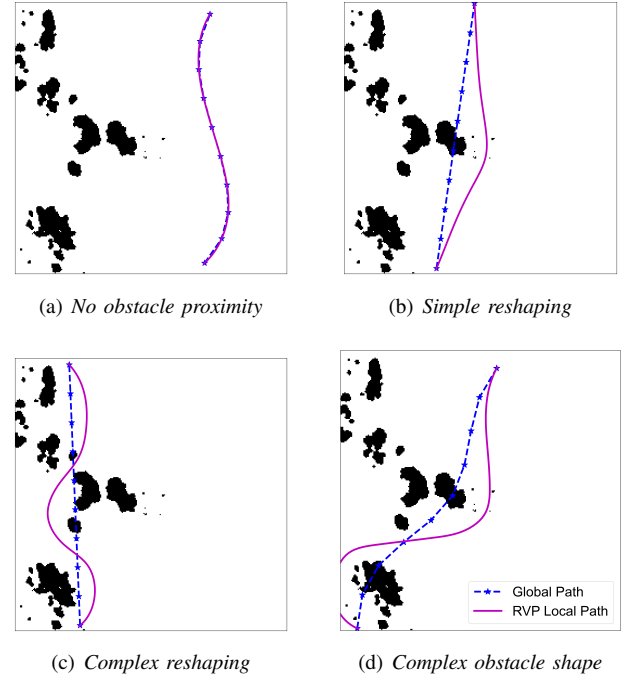 (a) No obstacle proximity
(b) Simple reshaping
Global Path
RVP Local Path
(c) Complex reshaping
(d) Complex obstacle shape